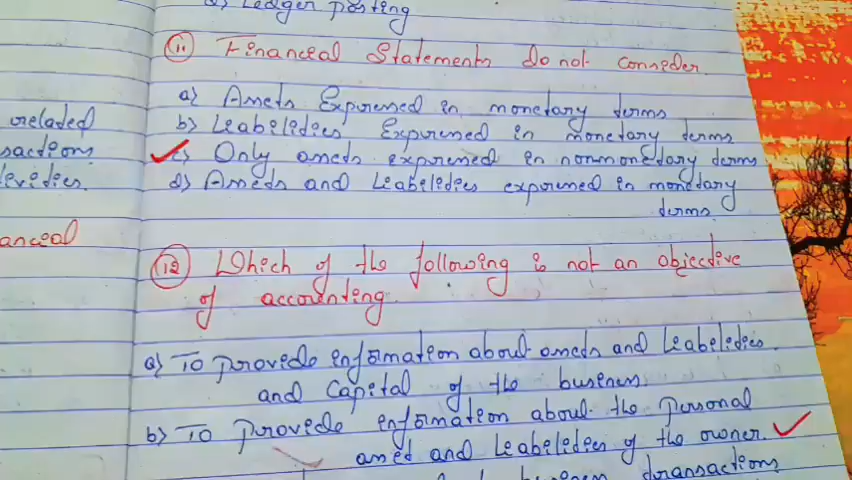 d) Ledger posting
11 Financial Statements do not consider
a) Assets Expressed in monetary terms
b) Liabilities Expressed in monetary terms
related
c) Only assets expressed in nonmonetary terms
sactions
d) Assets and Liabilities expressed in monetary
levities.
terms.
ancial
12 Which of the following is not an objective
of accounting.
a) To provide information about assets and Liabilities
and capital of the business.
b) To provide information about the personal
asset and Liabilities of the owner.
transactions